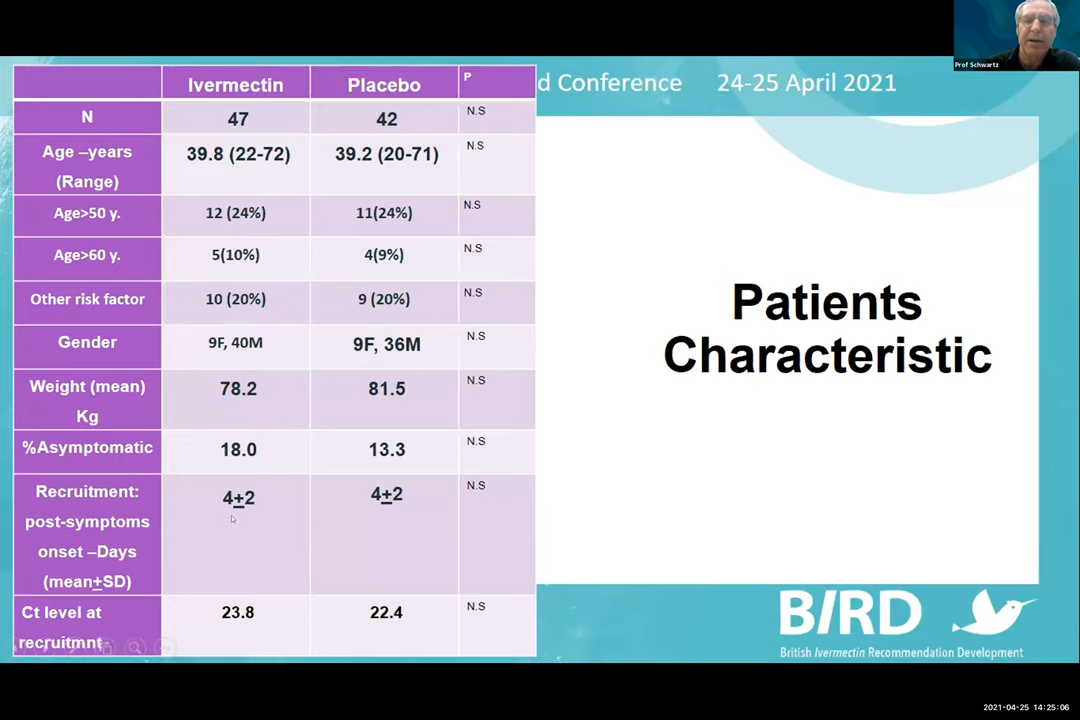 Prof Schwartz
d Conference 24-25 April 2021
Ivermectin Placebo P
N 47 42 N.S
Age –years (Range) 39.8 (22-72) 39.2 (20-71) N.S
Age>50 y. 12 (24%) 11(24%) N.S
Age>60 y. 5(10%) 4(9%) N.S
Other risk factor 10 (20%) 9 (20%) N.S
Gender 9F, 40M 9F, 36M N.S
Weight (mean) Kg 78.2 81.5 N.S
%Asymptomatic 18.0 13.3 N.S
Recruitment: post-symptoms onset –Days (mean±SD) 4±2 4±2 N.S
Ct level at recruitmnt 23.8 22.4 N.S
Patients
Characteristic
BIRD
British Ivermectin Recommendation Development
2021-04-25 14:25:06